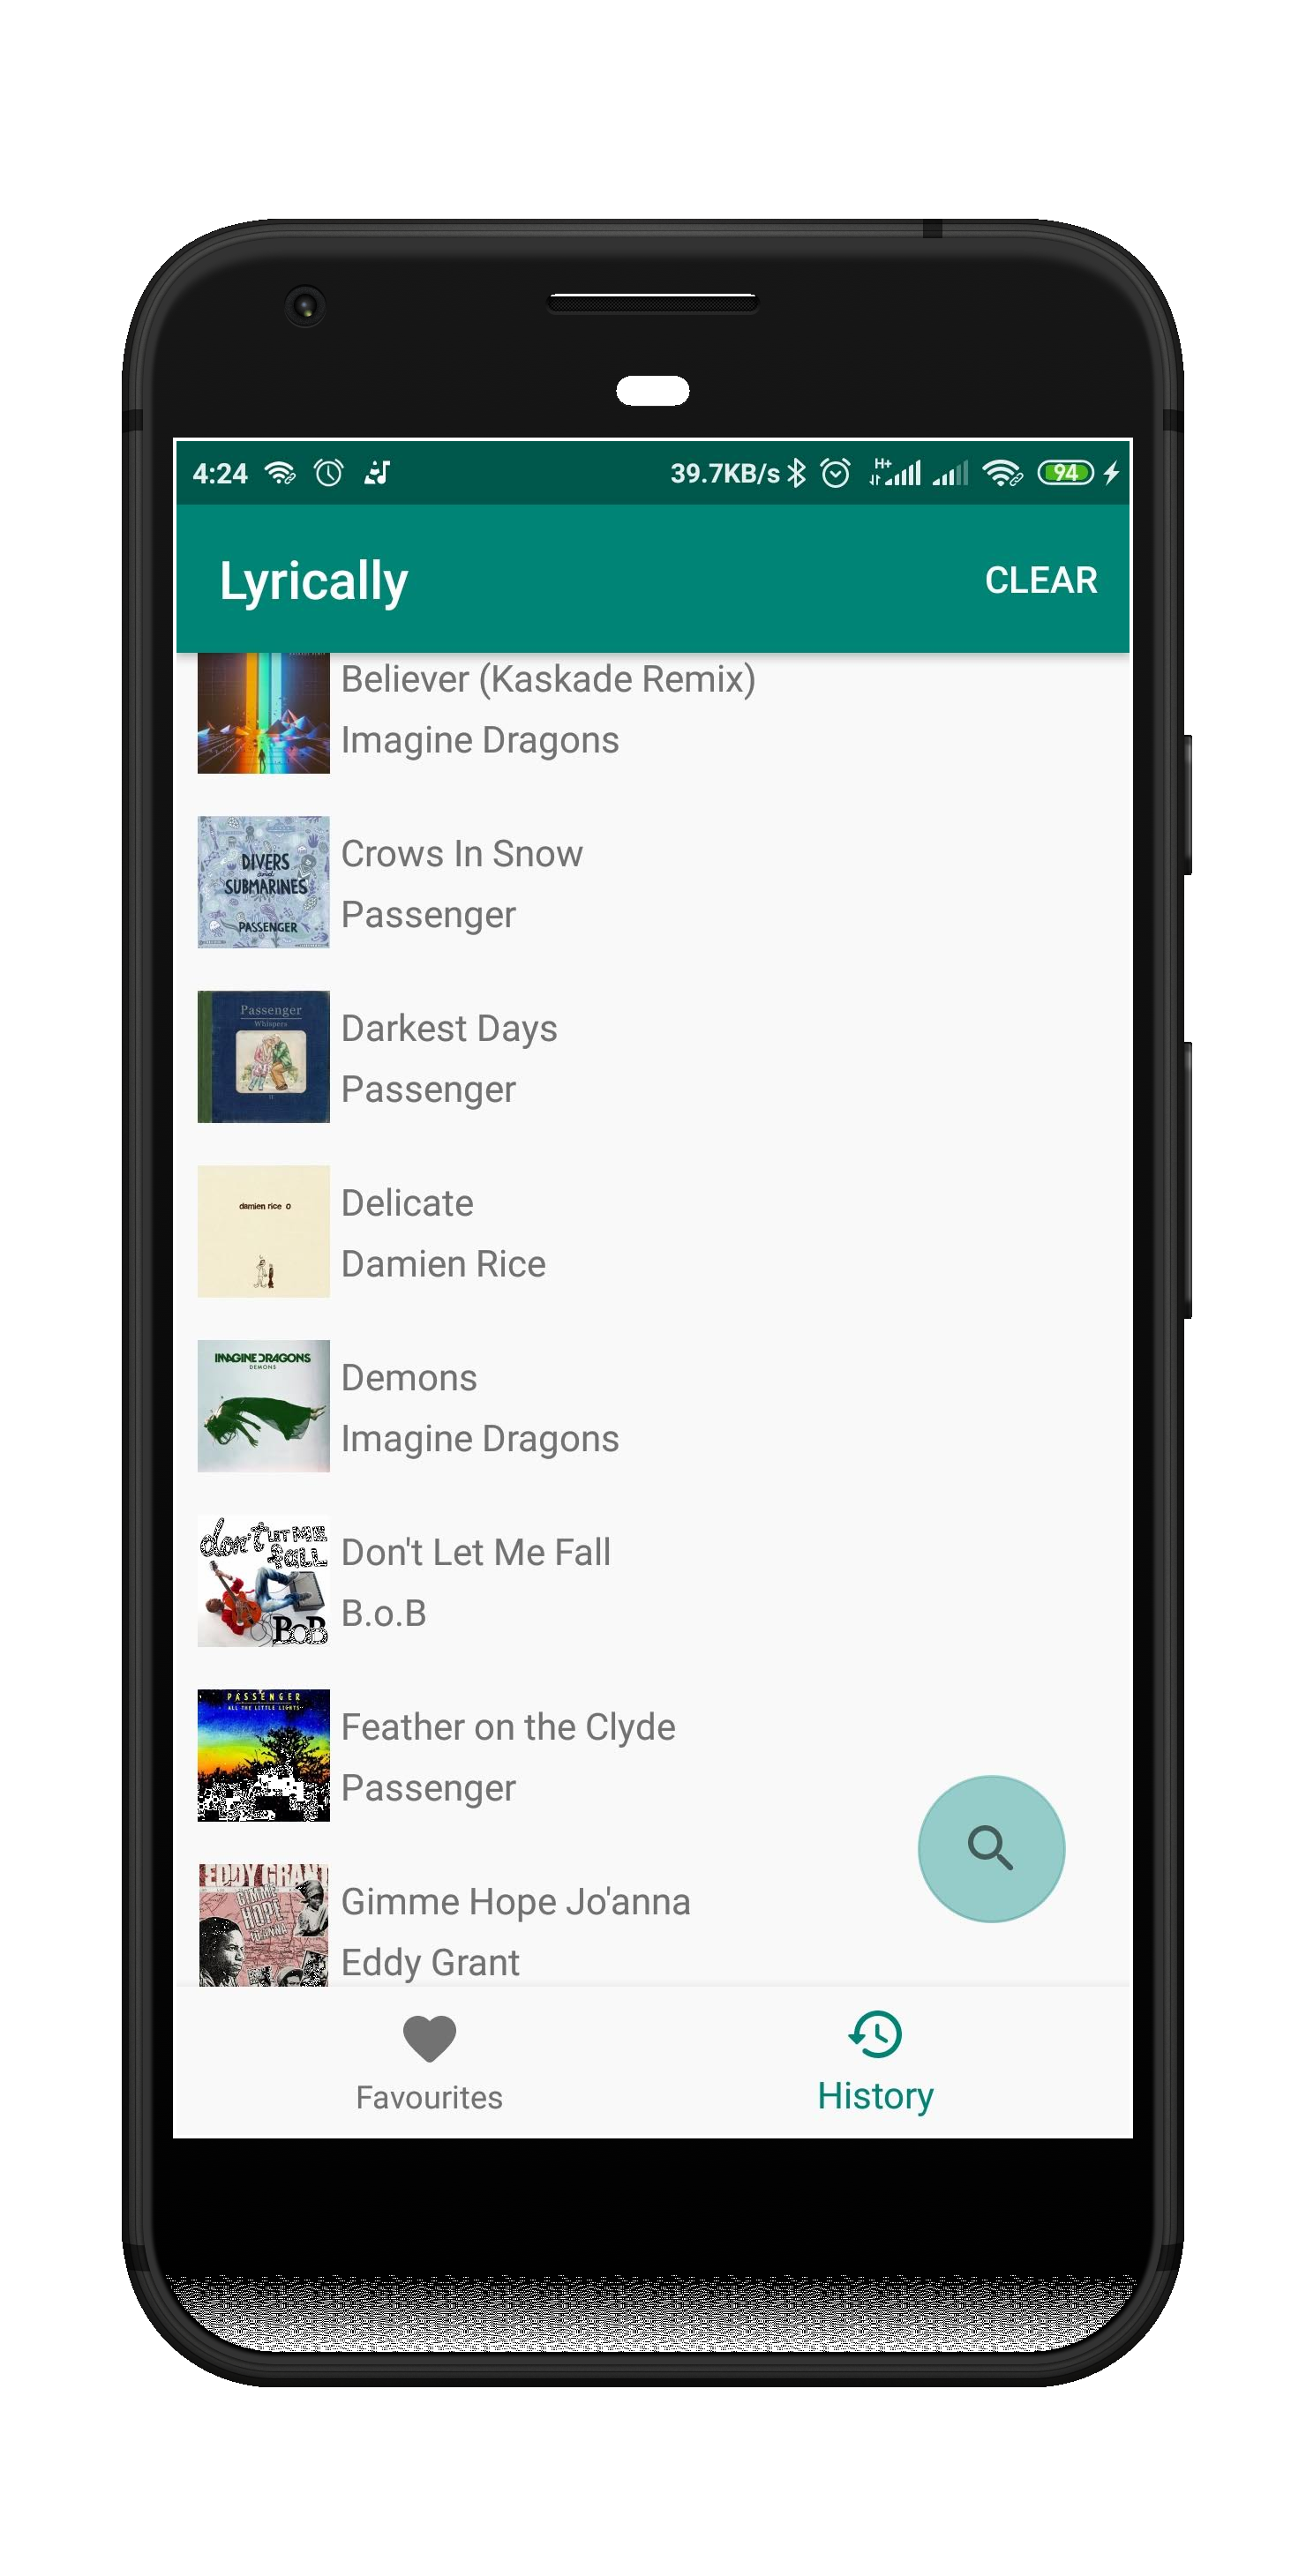 4:24 39.7KB/s H+ 94
Lyrically CLEAR
Believer (Kaskade Remix)
Imagine Dragons
DIVERS
and
SUBMARINES
PASSENGER
Crows In Snow
Passenger
Passenger
Whispers
II
Darkest Days
Passenger
damien rice O
Delicate
Damien Rice
IMAGINE DRAGONS
DEMONS
Demons
Imagine Dragons
don't LET ME
fall
BoB
Don't Let Me Fall
B.o.B
PASSENGER
ALL THE LITTLE LIGHTS
Feather on the Clyde
Passenger
EDDY GRANT
GIMME
HOPE
JO'ANNA
Gimme Hope Jo'anna
Eddy Grant
Favourites
History